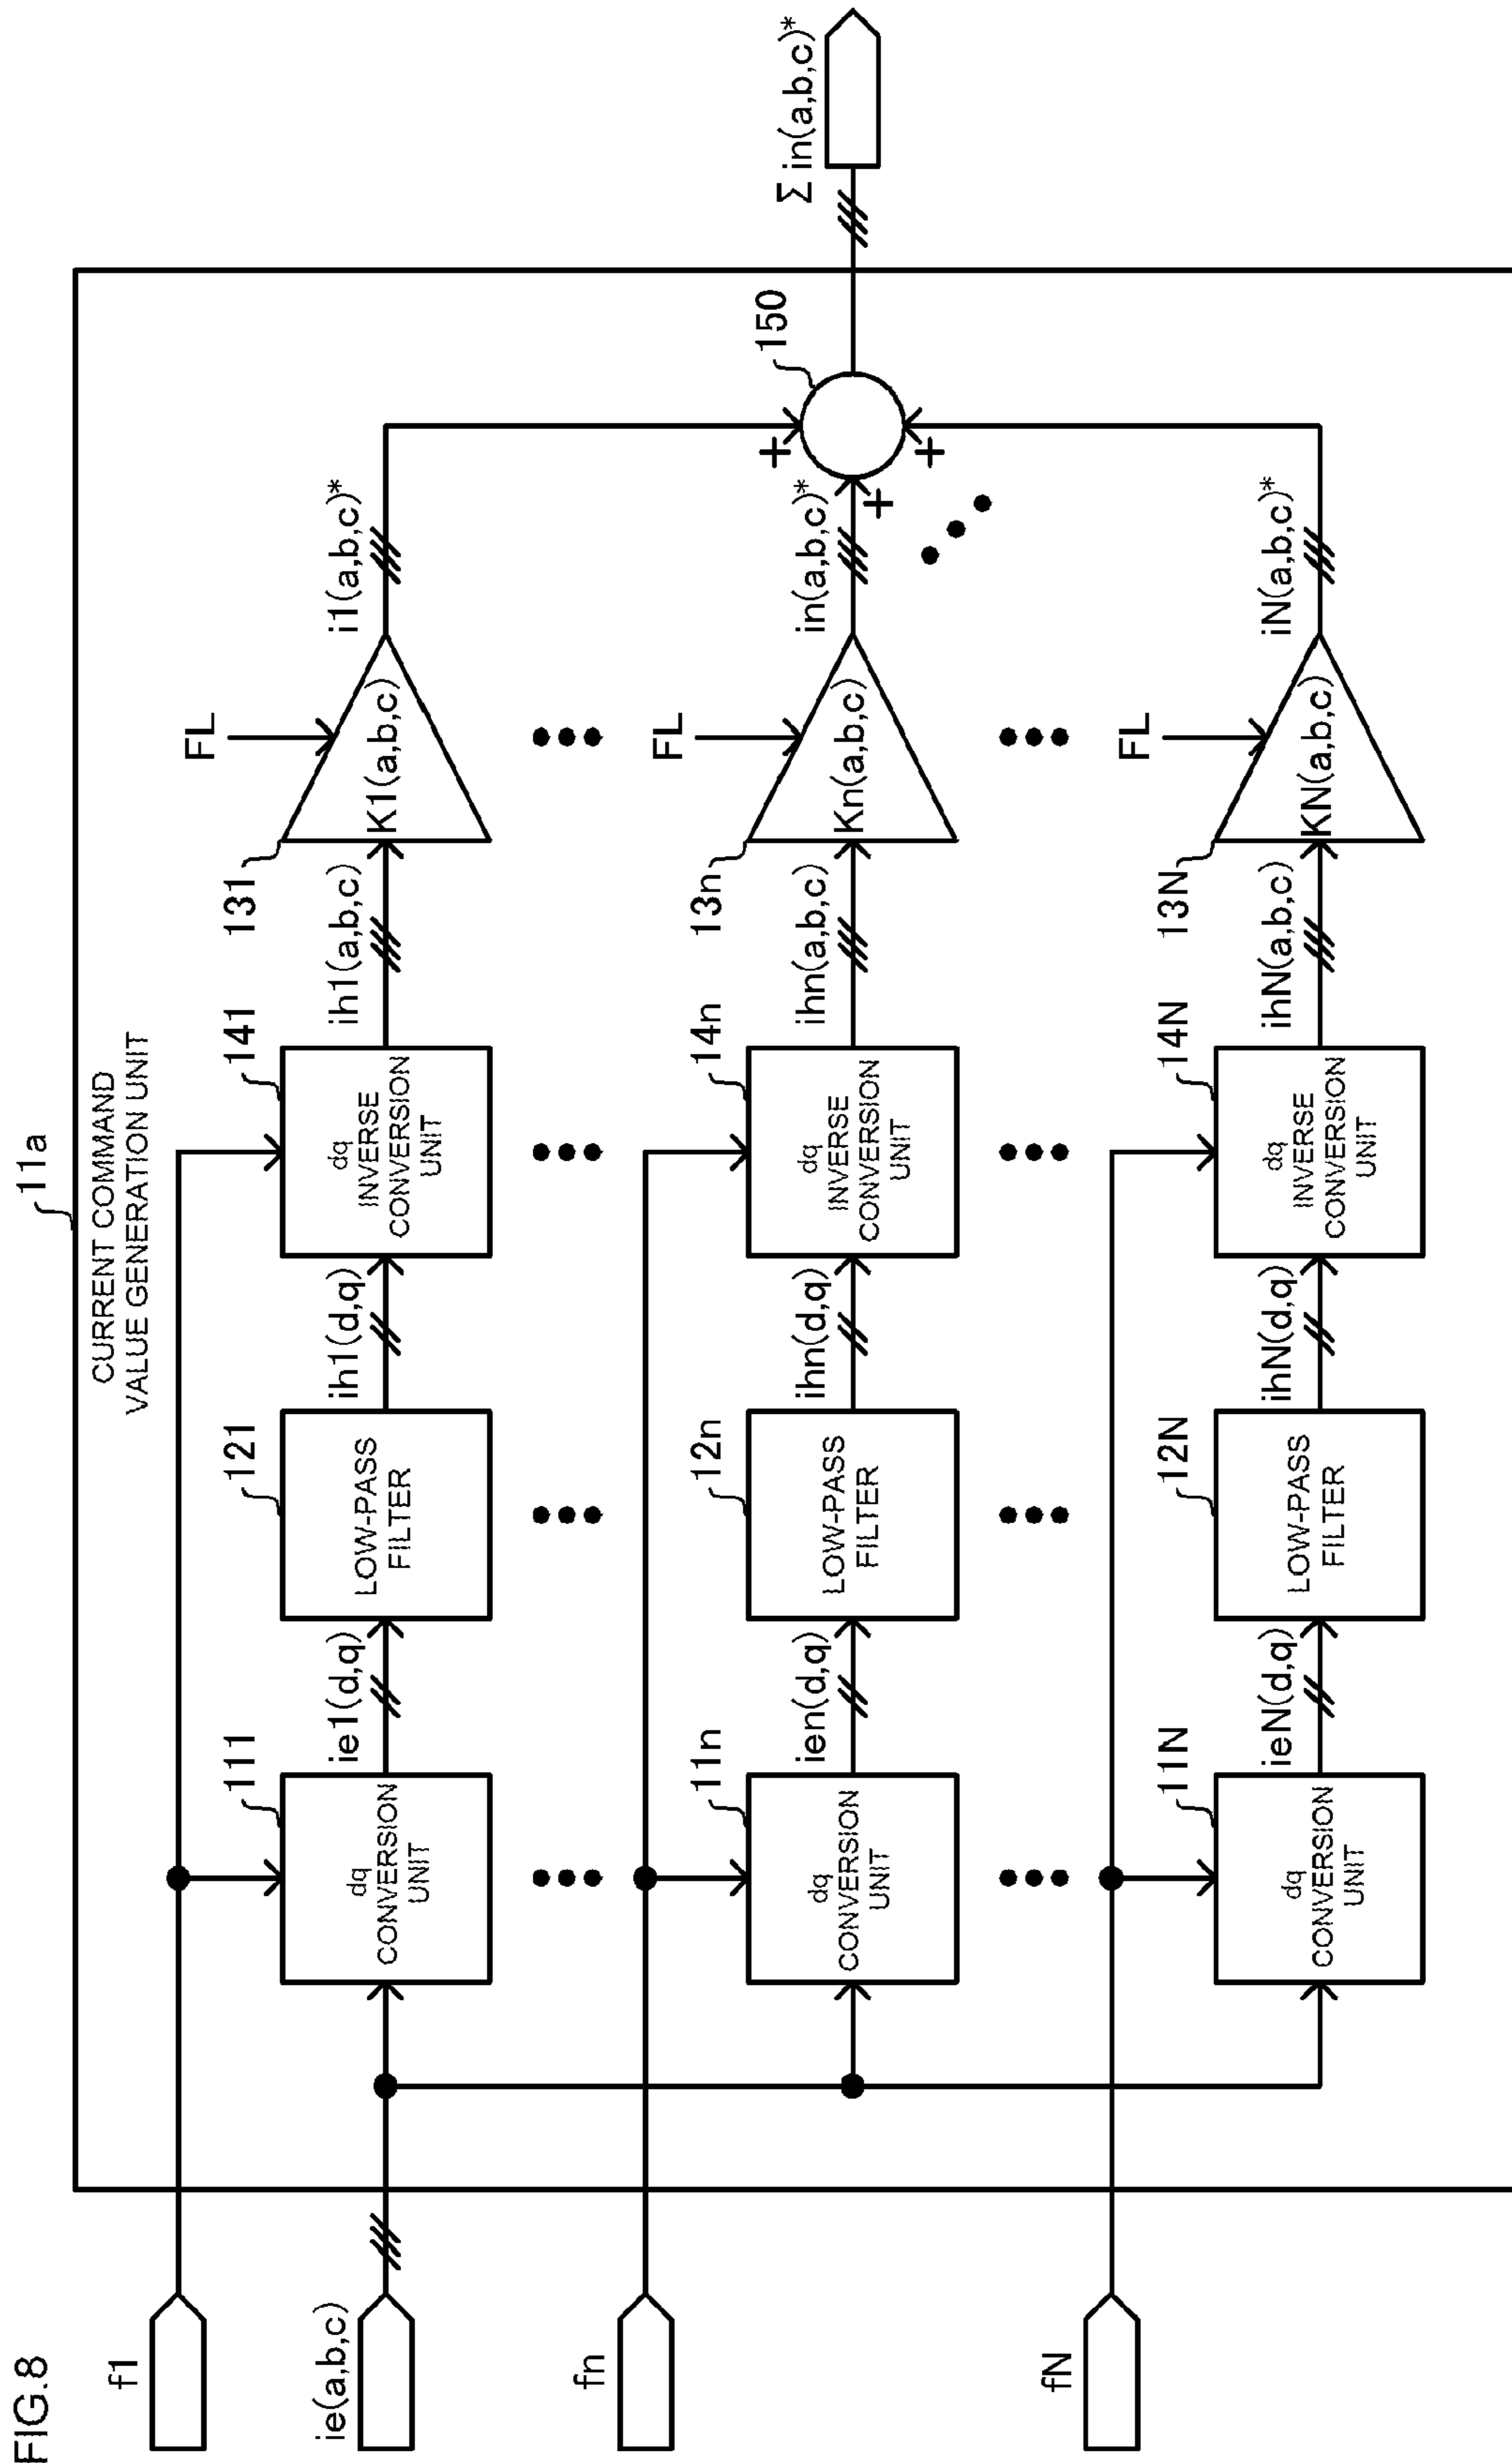 FIG.8
11a
CURRENT COMMAND
VALUE GENERATION UNIT
f1
ie(a,b,c)
111
dq
CONVERSION
UNIT
ie1(d,q)
121
LOW-PASS
FILTER
ih1(d,q)
141
dq
INVERSE
CONVERSION
UNIT
ih1(a,b,c)
131
FL
K1(a,b,c)
i1(a,b,c)*
fn
11n
dq
CONVERSION
UNIT
ien(d,q)
12n
LOW-PASS
FILTER
ihn(d,q)
14n
dq
INVERSE
CONVERSION
UNIT
ihn(a,b,c)
13n
FL
Kn(a,b,c)
in(a,b,c)*
+
+
+
150
Σ in(a,b,c)*
fN
11N
dq
CONVERSION
UNIT
ieN(d,q)
12N
LOW-PASS
FILTER
ihN(d,q)
14N
dq
INVERSE
CONVERSION
UNIT
ihN(a,b,c)
13N
FL
KN(a,b,c)
iN(a,b,c)*